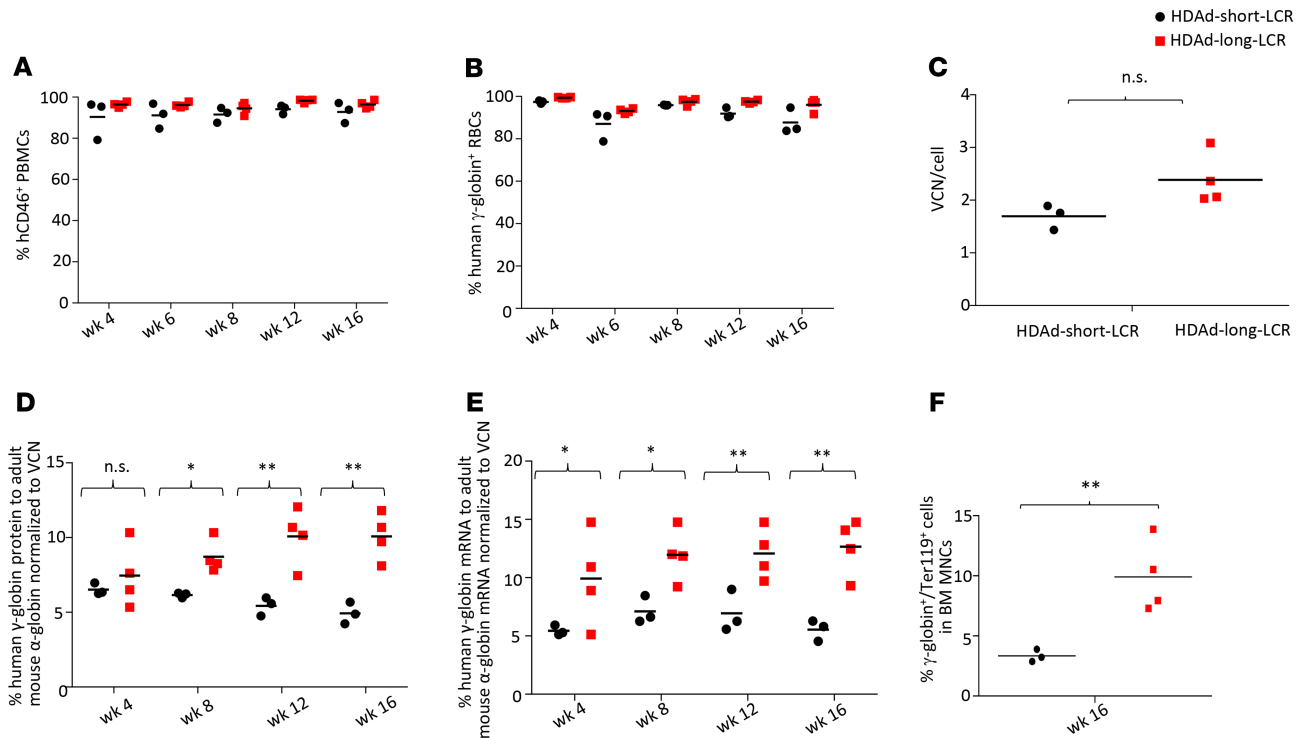 HDAd-short-LCR
HDAd-long-LCR
A
% hCD46+ PBMCs
100
80
60
40
20
0
wk 4
wk 6
wk 8
wk 12
wk 16
B
% human γ-globin+ RBCs
100
80
60
40
20
0
wk 4
wk 6
wk 8
wk 12
wk 16
C
n.s.
VCN/cell
4
3
2
1
0
HDAd-short-LCR
HDAd-long-LCR
D
% human γ-globin protein to adult
mouse α-globin normalized to VCN
15
10
5
0
n.s.
*
**
**
wk 4
wk 8
wk 12
wk 16
E
% human γ-globin mRNA to adult
mouse α-globin mRNA normalized to VCN
20
15
10
5
0
*
*
**
**
wk 4
wk 8
wk 12
wk 16
F
% γ-globin+/Ter119+ cells
in BM MNCs
15
10
5
0
**
wk 16